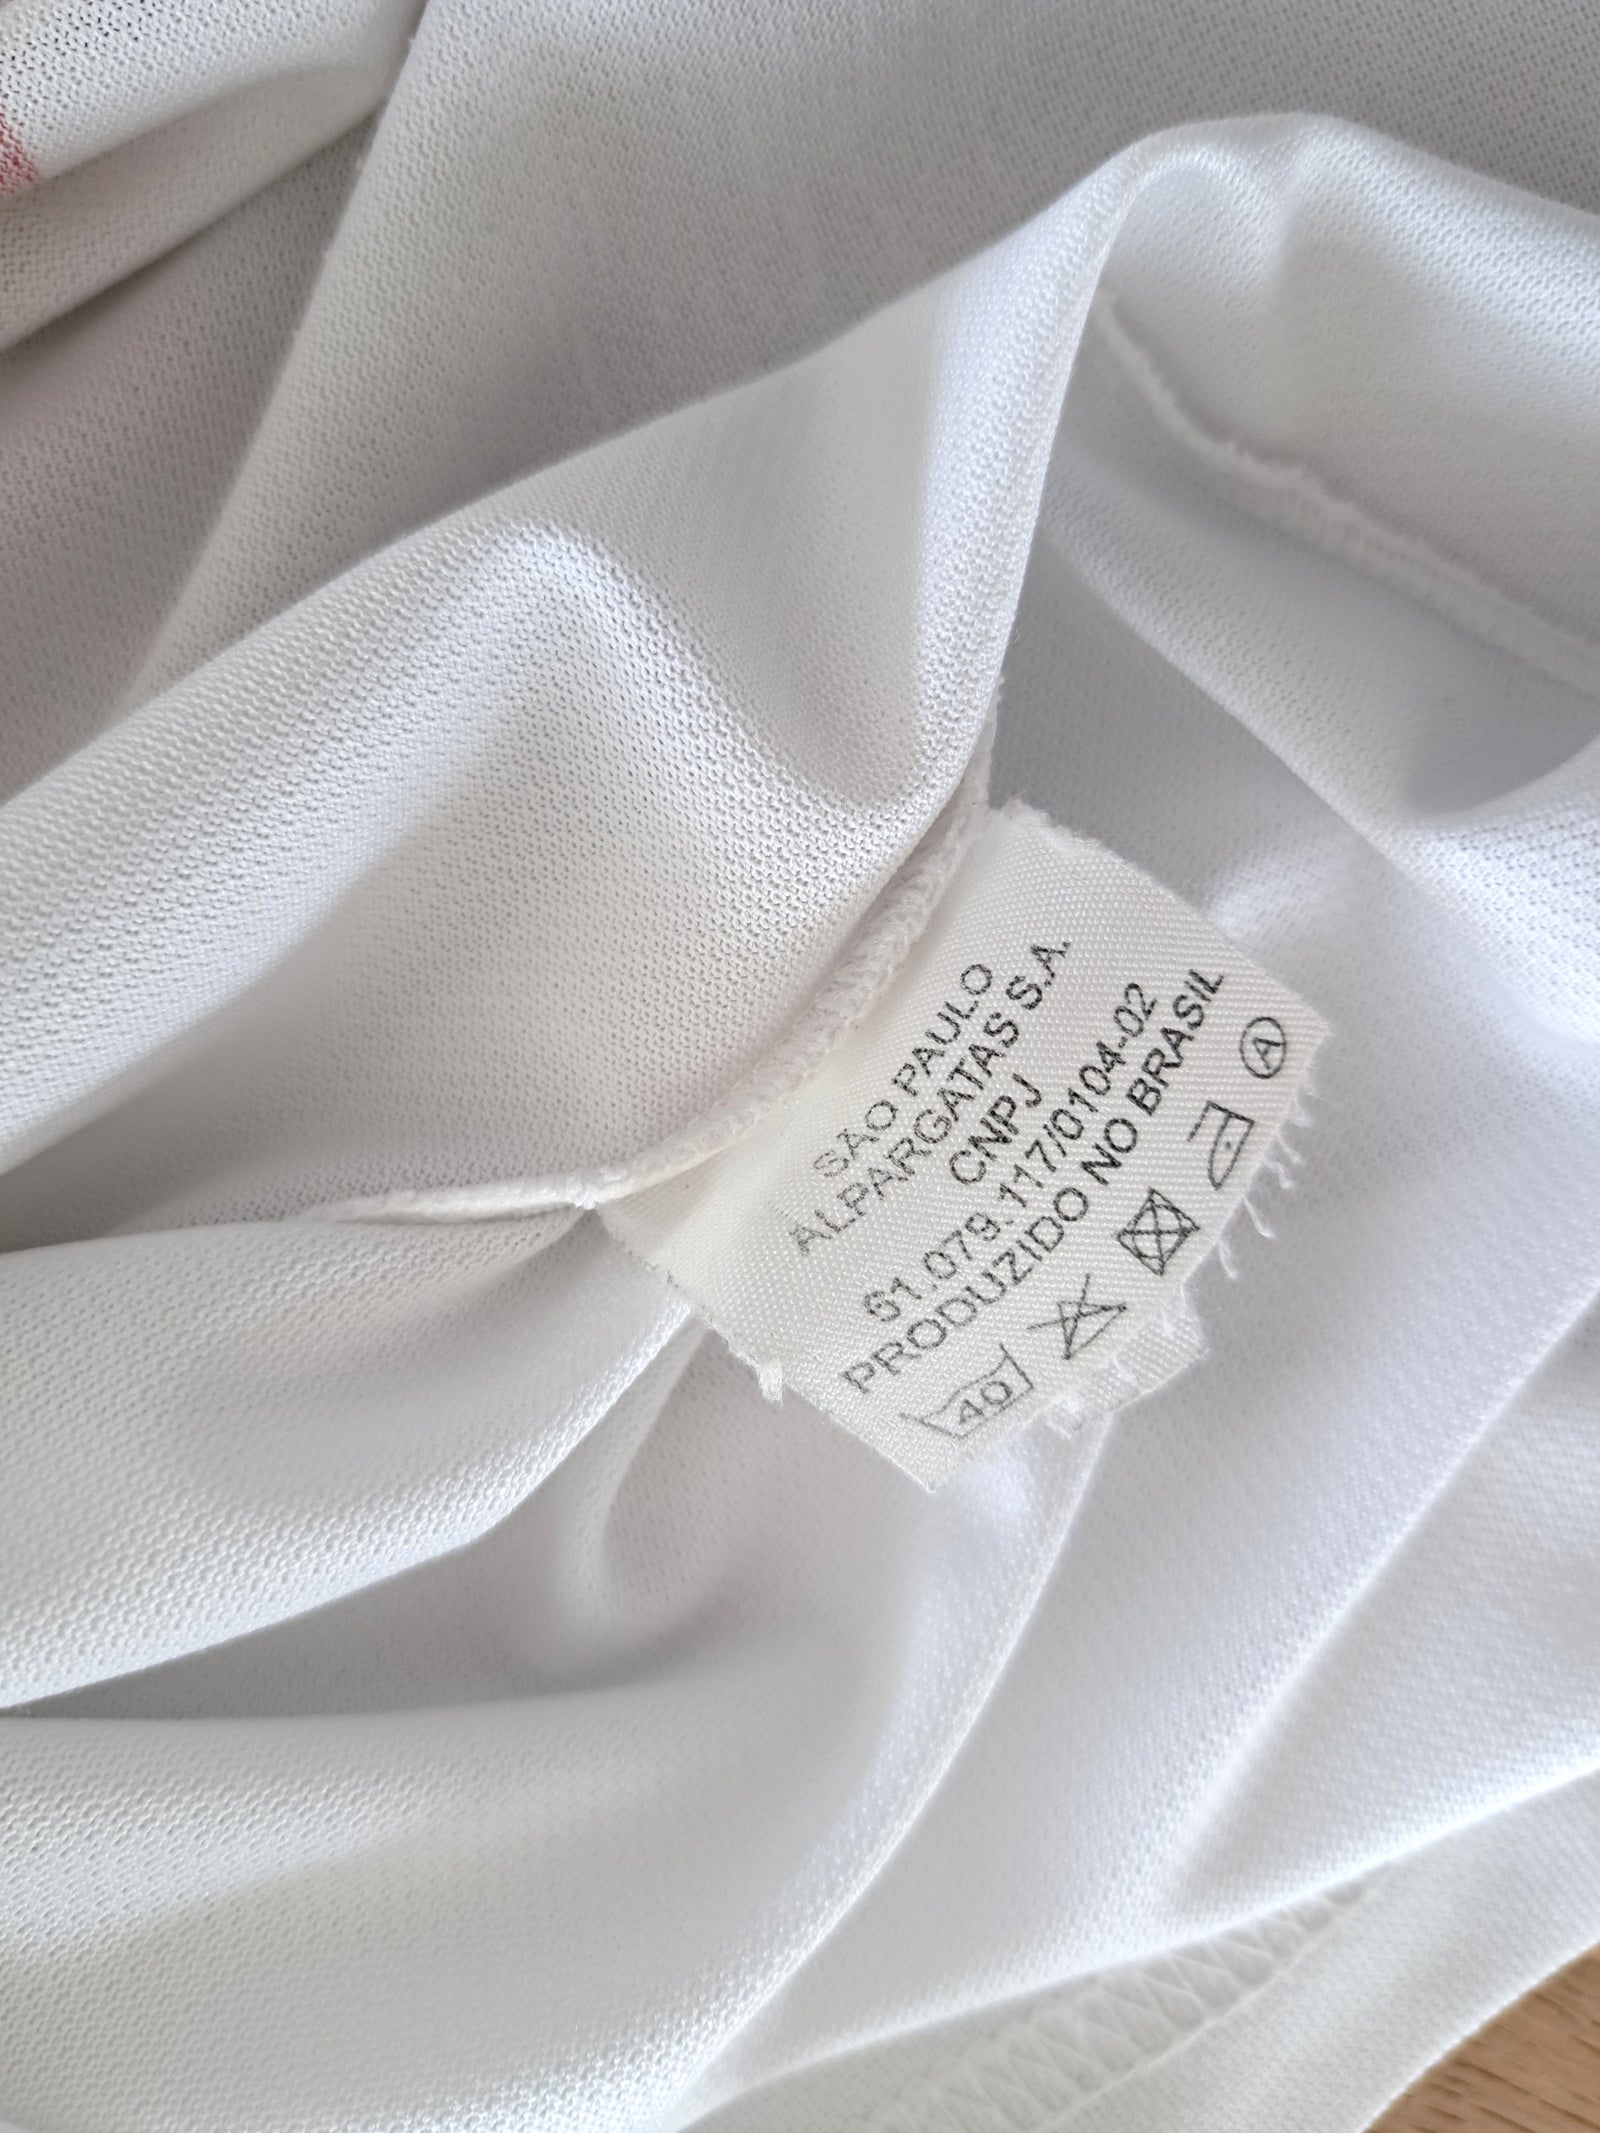 SÃO PAULO
ALPARGATAS S.A.
CNPJ
61.079.117/0104-02
PRODUZIDO NO BRASIL
40 A